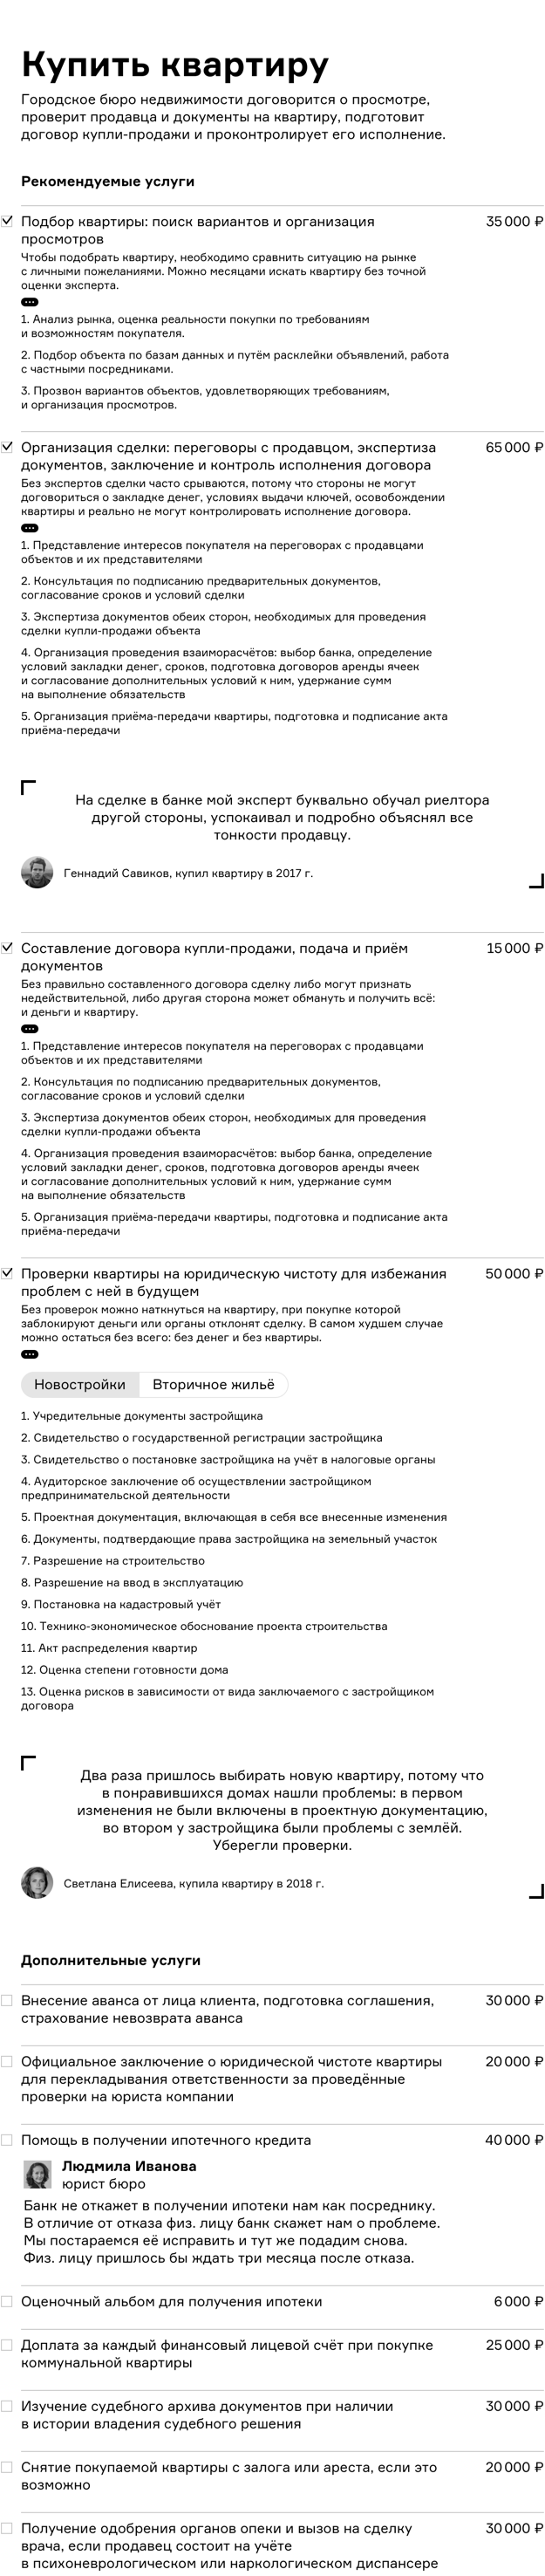 Купить квартиру
Городское бюро недвижимости договорится о просмотре,
проверит продавца и документы на квартиру, подготовит
договор купли-продажи и проконтролирует его исполнение.
Рекомендуемые услуги
Подбор квартиры: поиск вариантов и организация 35 000 ₽
просмотров
Чтобы подобрать квартиру, необходимо сравнить ситуацию на рынке
с личными пожеланиями. Можно месяцами искать квартиру без точной
оценки эксперта.
1. Анализ рынка, оценка реальности покупки по требованиям
и возможностям покупателя.
2. Подбор объекта по базам данных и путём расклейки объявлений, работа
с частными посредниками.
3. Прозвон вариантов объектов, удовлетворяющих требованиям,
и организация просмотров.
Организация сделки: переговоры с продавцом, экспертиза 65 000 ₽
документов, заключение и контроль исполнения договора
Без экспертов сделки часто срываются, потому что стороны не могут
договориться о закладке денег, условиях выдачи ключей, осовобождении
квартиры и реально не могут контролировать исполнение договора.
1. Представление интересов покупателя на переговорах с продавцами
объектов и их представителями
2. Консультация по подписанию предварительных документов,
согласование сроков и условий сделки
3. Экспертиза документов обеих сторон, необходимых для проведения
сделки купли-продажи объекта
4. Организация проведения взаиморасчётов: выбор банка, определение
условий закладки денег, сроков, подготовка договоров аренды ячеек
и согласование дополнительных условий к ним, удержание сумм
на выполнение обязательств
5. Организация приёма-передачи квартиры, подготовка и подписание акта
приёма-передачи
На сделке в банке мой эксперт буквально обучал риелтора
другой стороны, успокаивал и подробно объяснял все
тонкости продавцу.
Геннадий Савиков, купил квартиру в 2017 г.
Составление договора купли-продажи, подача и приём 15 000 ₽
документов
Без правильно составленного договора сделку либо могут признать
недействительной, либо другая сторона может обмануть и получить всё:
и деньги и квартиру.
1. Представление интересов покупателя на переговорах с продавцами
объектов и их представителями
2. Консультация по подписанию предварительных документов,
согласование сроков и условий сделки
3. Экспертиза документов обеих сторон, необходимых для проведения
сделки купли-продажи объекта
4. Организация проведения взаиморасчётов: выбор банка, определение
условий закладки денег, сроков, подготовка договоров аренды ячеек
и согласование дополнительных условий к ним, удержание сумм
на выполнение обязательств
5. Организация приёма-передачи квартиры, подготовка и подписание акта
приёма-передачи
Проверки квартиры на юридическую чистоту для избежания 50 000 ₽
проблем с ней в будущем
Без проверок можно наткнуться на квартиру, при покупке которой
заблокируют деньги или органы отклонят сделку. В самом худшем случае
можно остаться без всего: без денег и без квартиры.
Новостройки Вторичное жильё
1. Учредительные документы застройщика
2. Свидетельство о государственной регистрации застройщика
3. Свидетельство о постановке застройщика на учёт в налоговые органы
4. Аудиторское заключение об осуществлении застройщиком
предпринимательской деятельности
5. Проектная документация, включающая в себя все внесенные изменения
6. Документы, подтвердающие права застройщика на земельный участок
7. Разрешение на строительство
8. Разрешение на ввод в эксплуатацию
9. Постановка на кадастровый учёт
10. Технико-экономическое обоснование проекта строительства
11. Акт распределения квартир
12. Оценка степени готовности дома
13. Оценка рисков в зависимости от вида заключаемого с застройщиком
договора
Два раза пришлось выбирать новую квартиру, потому что
в понравившихся домах нашли проблемы: в первом
изменения не были включены в проектную документацию,
во втором у застройщика были проблемы с землёй.
Уберегли проверки.
Светлана Елисеева, купила квартиру в 2018 г.
Дополнительные услуги
Внесение аванса от лица клиента, подготовка соглашения, 30 000 ₽
страхование невозврата аванса
Официальное заключение о юридической чистоте квартиры 20 000 ₽
для перекладывания ответственности за проведённые
проверки на юриста компании
Помощь в получении ипотечного кредита 40 000 ₽
Людмила Иванова
юрист бюро
Банк не откажет в получении ипотеки нам как посреднику.
В отличие от отказа физ. лицу банк скажет нам о проблеме.
Мы постараемся её исправить и тут же подадим снова.
Физ. лицу пришлось бы ждать три месяца после отказа.
Оценочный альбом для получения ипотеки 6 000 ₽
Доплата за каждый финансовый лицевой счёт при покупке 25 000 ₽
коммунальной квартиры
Изучение судебного архива документов при наличии 30 000 ₽
в истории владения судебного решения
Снятие покупаемой квартиры с залога или ареста, если это 20 000 ₽
возможно
Получение одобрения органов опеки и вызов на сделку 30 000 ₽
врача, если продавец состоит на учёте
в психоневрологическом или наркологическом диспансере